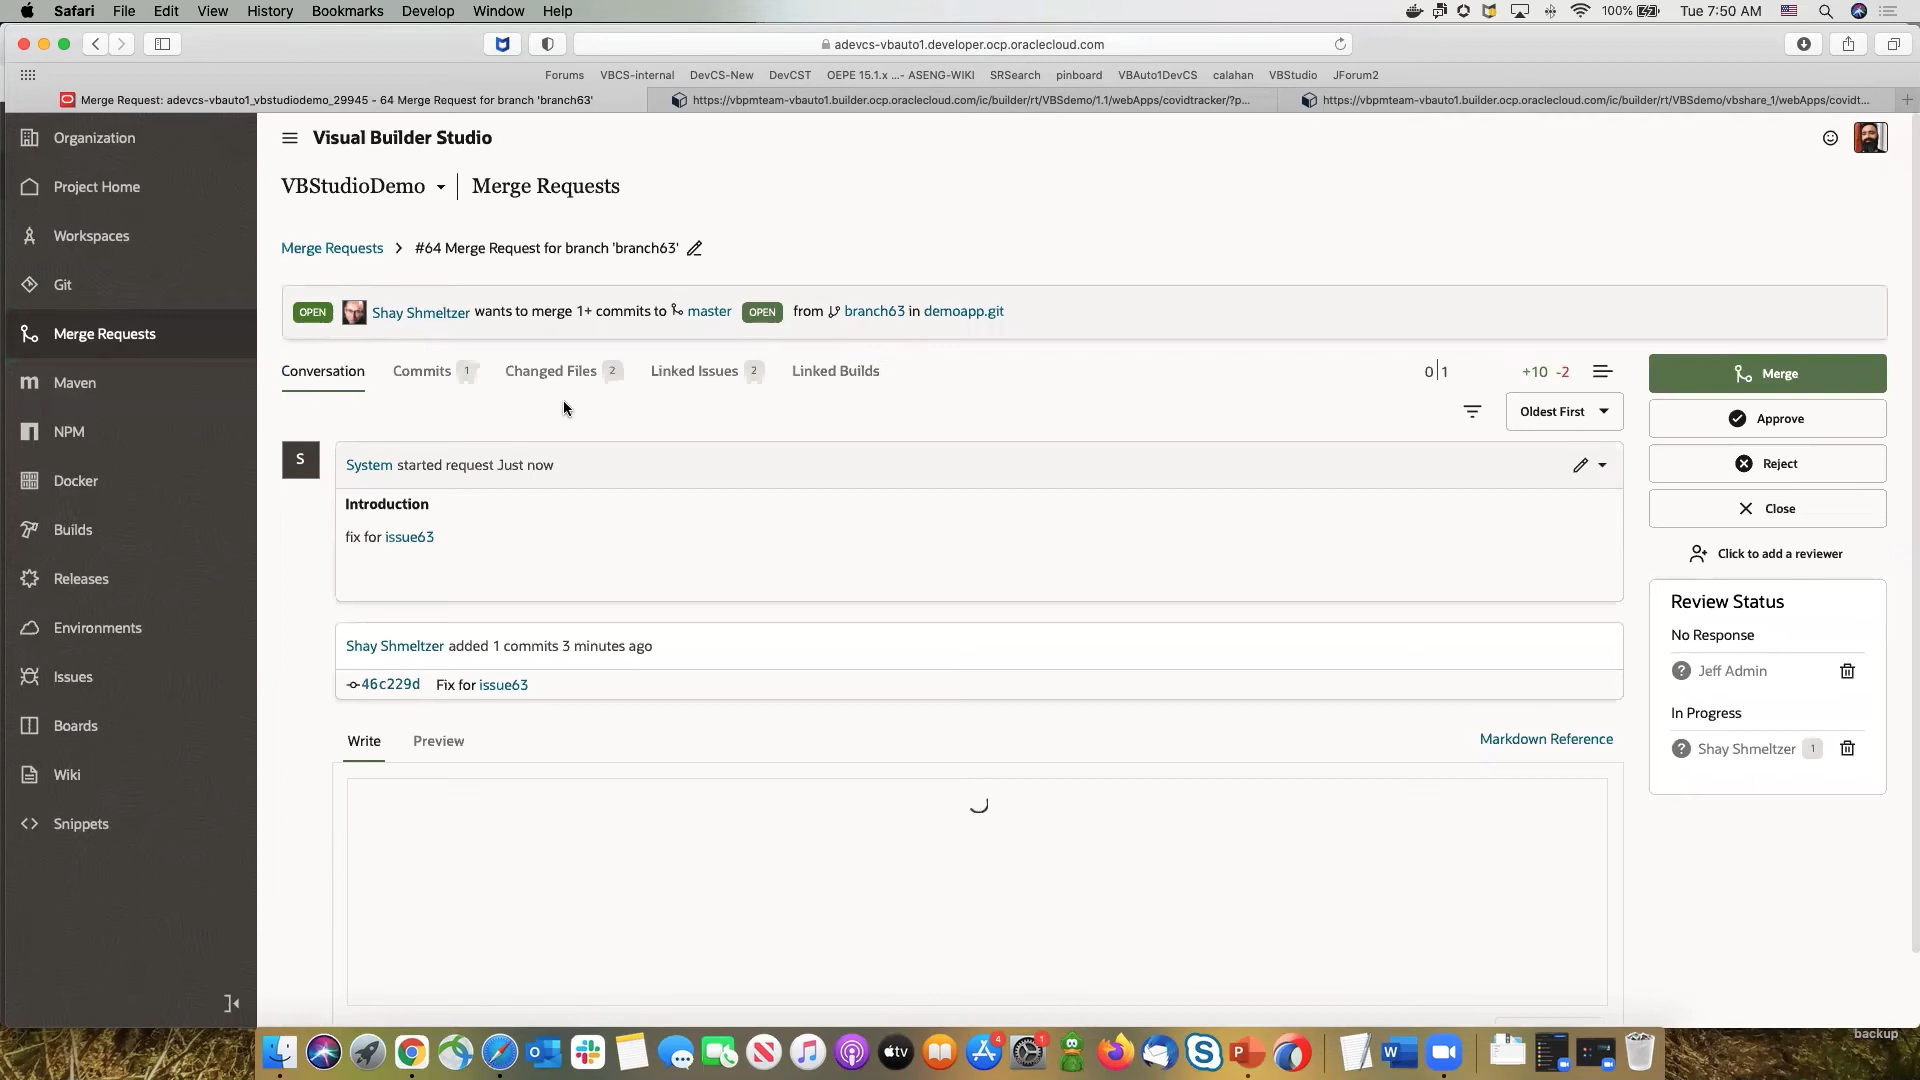 Safari File Edit View History Bookmarks Develop Window Help 100% Tue 7:50 AM
adevcs-vbauto1.developer.ocp.oraclecloud.com
Forums VBCS-internal DevCS-New DevCST OEPE 15.1.x ...- ASENG-WIKI SRSearch pinboard VBAuto1DevCS calahan VBStudio JForum2
Merge Request: adevcs-vbauto1_vbstudiodemo_29945 - 64 Merge Request for branch 'branch63' https://vbpmteam-vbauto1.builder.ocp.oraclecloud.com/ic/builder/rt/VBSdemo/1.1/webApps/covidtracker/?p... https://vbpmteam-vbauto1.builder.ocp.oraclecloud.com/ic/builder/rt/VBSdemo/vbshare_1/webApps/covidt...
Organization
Project Home
Workspaces
Git
Merge Requests
Maven
NPM
Docker
Builds
Releases
Environments
Issues
Boards
Wiki
Snippets
Visual Builder Studio
VBStudioDemo Merge Requests
Merge Requests > #64 Merge Request for branch 'branch63'
OPEN Shay Shmeltzer wants to merge 1+ commits to master OPEN from branch63 in demoapp.git
Conversation Commits 1 Changed Files 2 Linked Issues 2 Linked Builds 0|1 +10 -2
Oldest First
S
System started request Just now
Introduction
fix for issue63
Shay Shmeltzer added 1 commits 3 minutes ago
46c229d Fix for issue63
Write Preview Markdown Reference
Merge
Approve
Reject
Close
Click to add a reviewer
Review Status
No Response
? Jeff Admin
In Progress
? Shay Shmeltzer 1
backup
tv 4 1 S P W